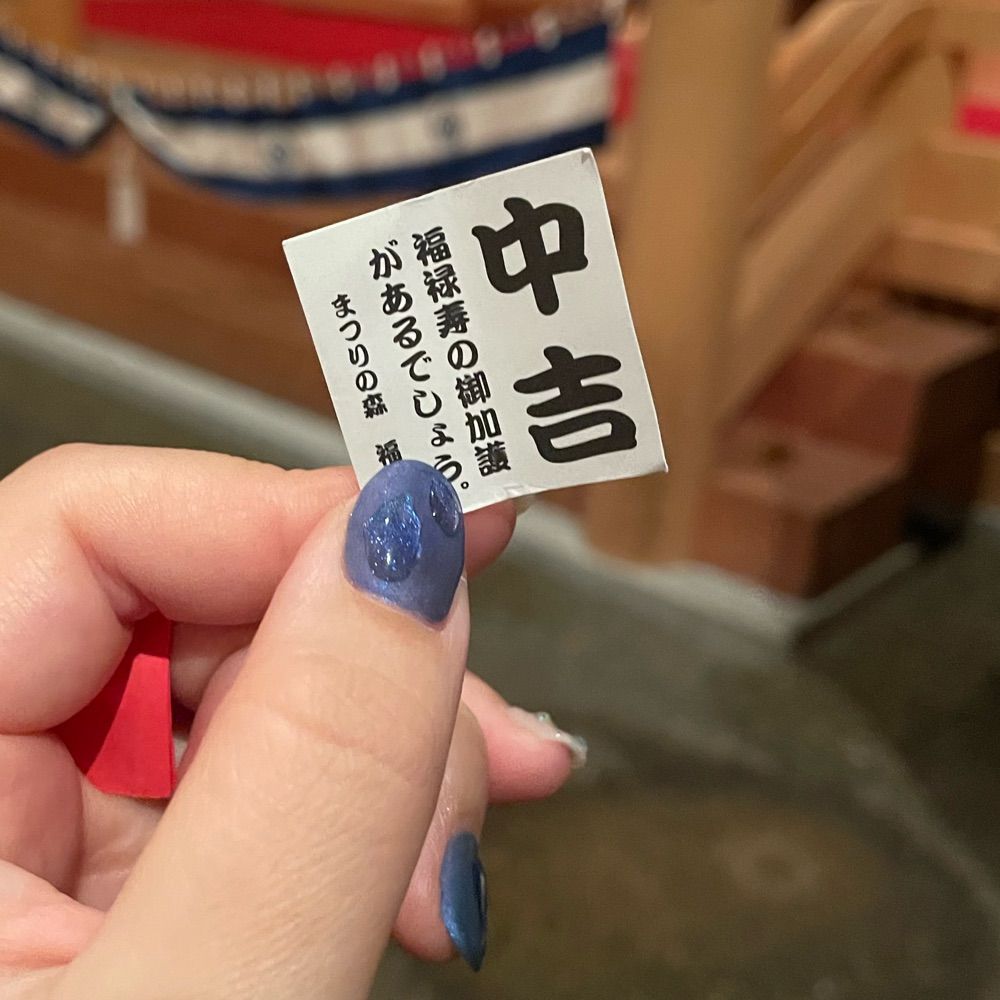 中吉
福禄寿の御加護
があるでしょう。
まつりの森 福